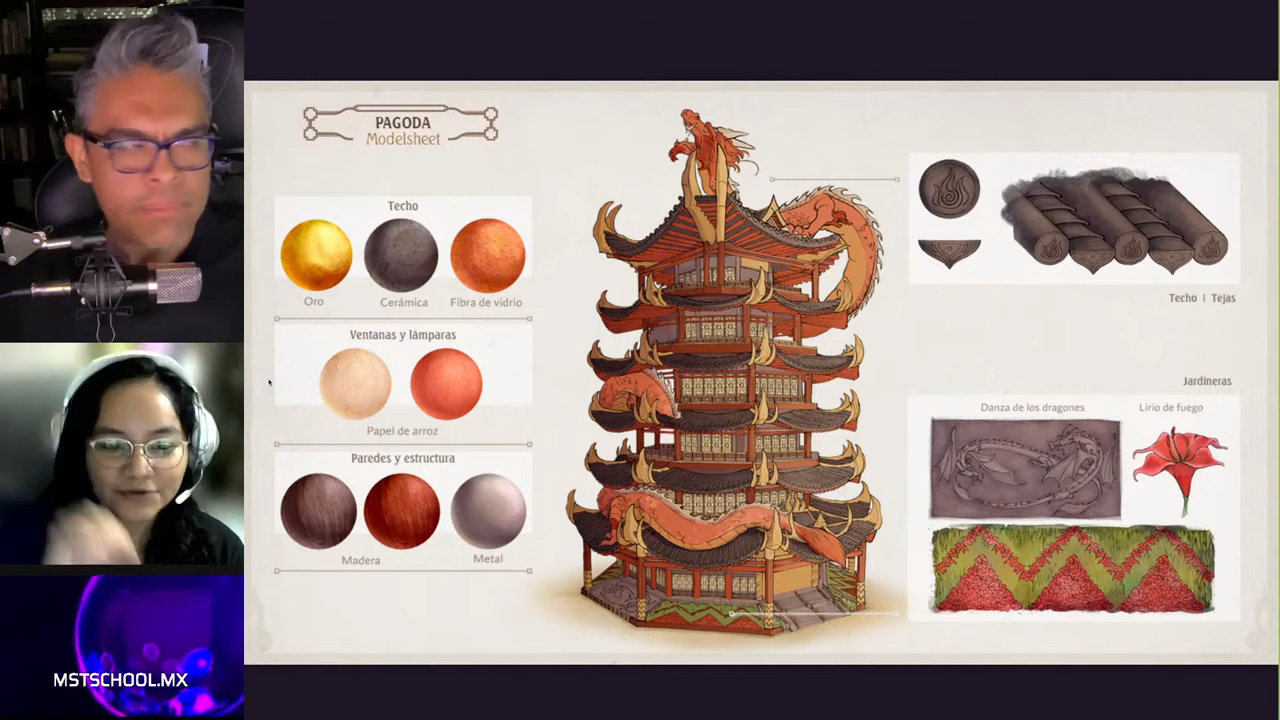 PAGODA
Modelsheet
Techo
Oro
Cerámica
Fibra de vidrio
Ventanas y lámparas
Papel de arroz
Paredes y estructura
Madera
Metal
Techo | Tejas
Jardineras
Danza de los dragones
Lirio de fuego
MSTSCHOOL.MX